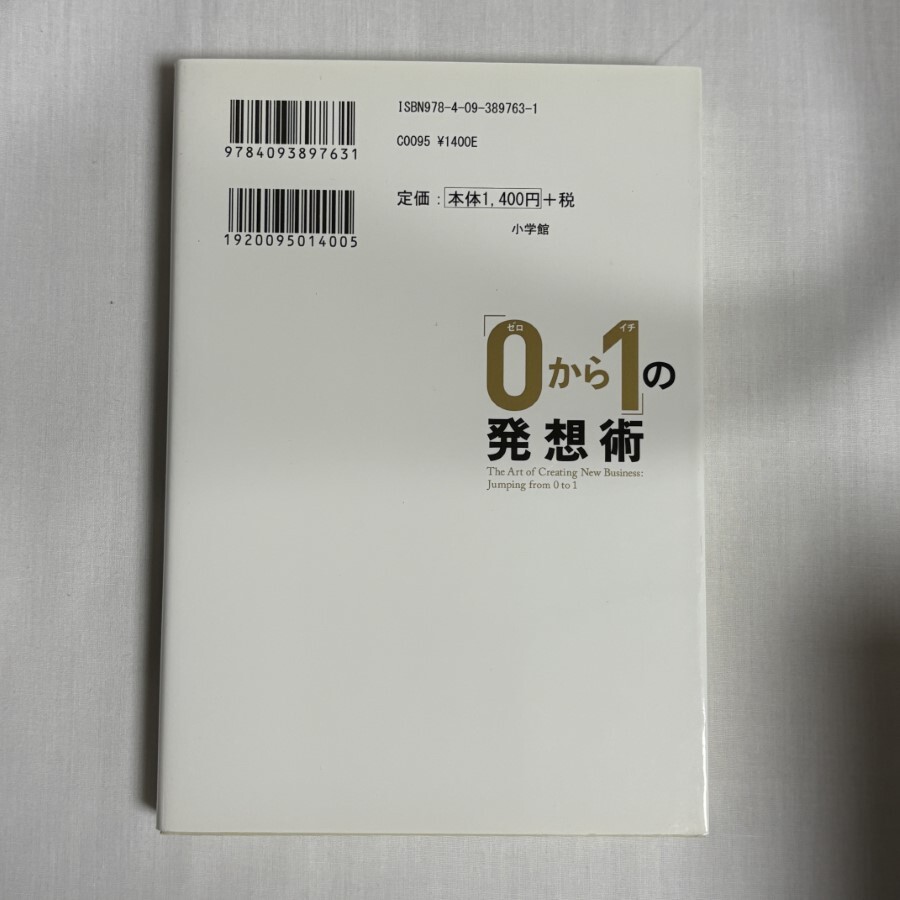 ISBN978-4-09-389763-1
9784093897631
C0095 ¥1400E
定価：本体1,400円+税
1920095014005
小学館
ゼロ イチ
「0から1」の
発想術
The Art of Creating New Business:
Jumping from 0 to 1